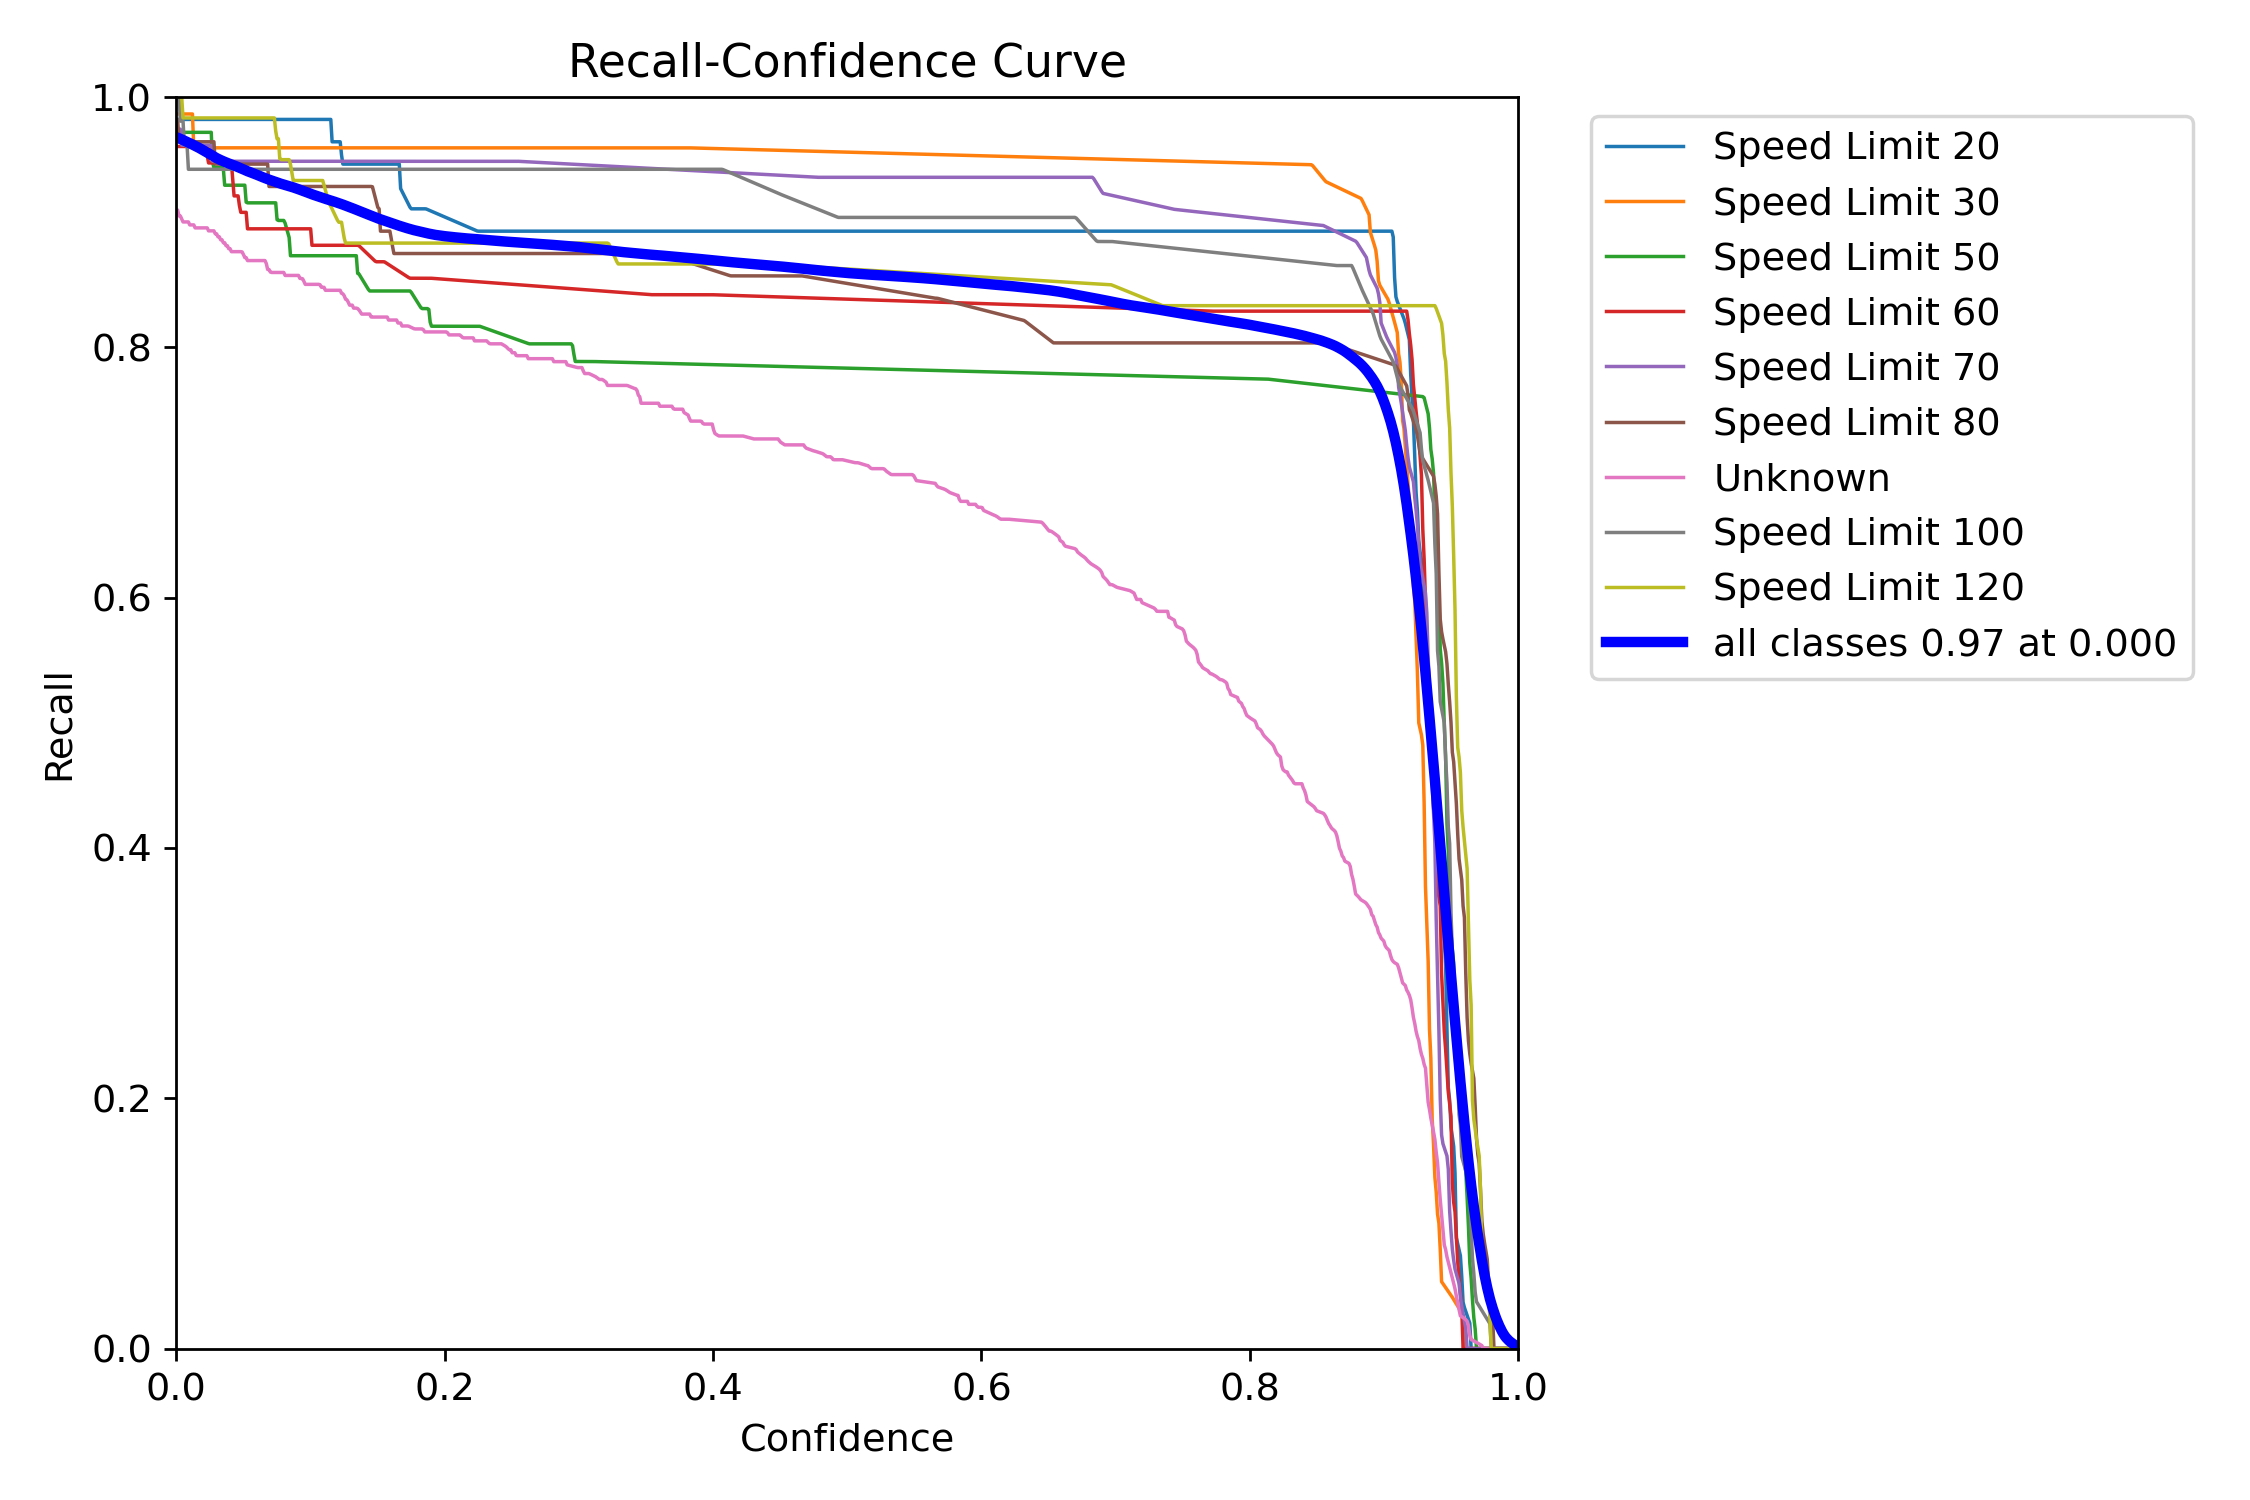 Recall-Confidence Curve
1.0
0.8
0.6
0.4
0.2
0.0
Recall
0.0 0.2 0.4 0.6 0.8 1.0
Confidence
Speed Limit 20
Speed Limit 30
Speed Limit 50
Speed Limit 60
Speed Limit 70
Speed Limit 80
Unknown
Speed Limit 100
Speed Limit 120
all classes 0.97 at 0.000